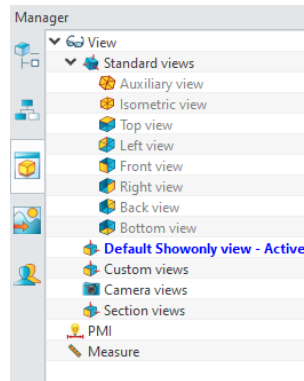 Manager
View
Standard views
Auxiliary view
Isometric view
Top view
Left view
Front view
Right view
Back view
Bottom view
Default Showonly view - Active
Custom views
Camera views
Section views
PMI
Measure